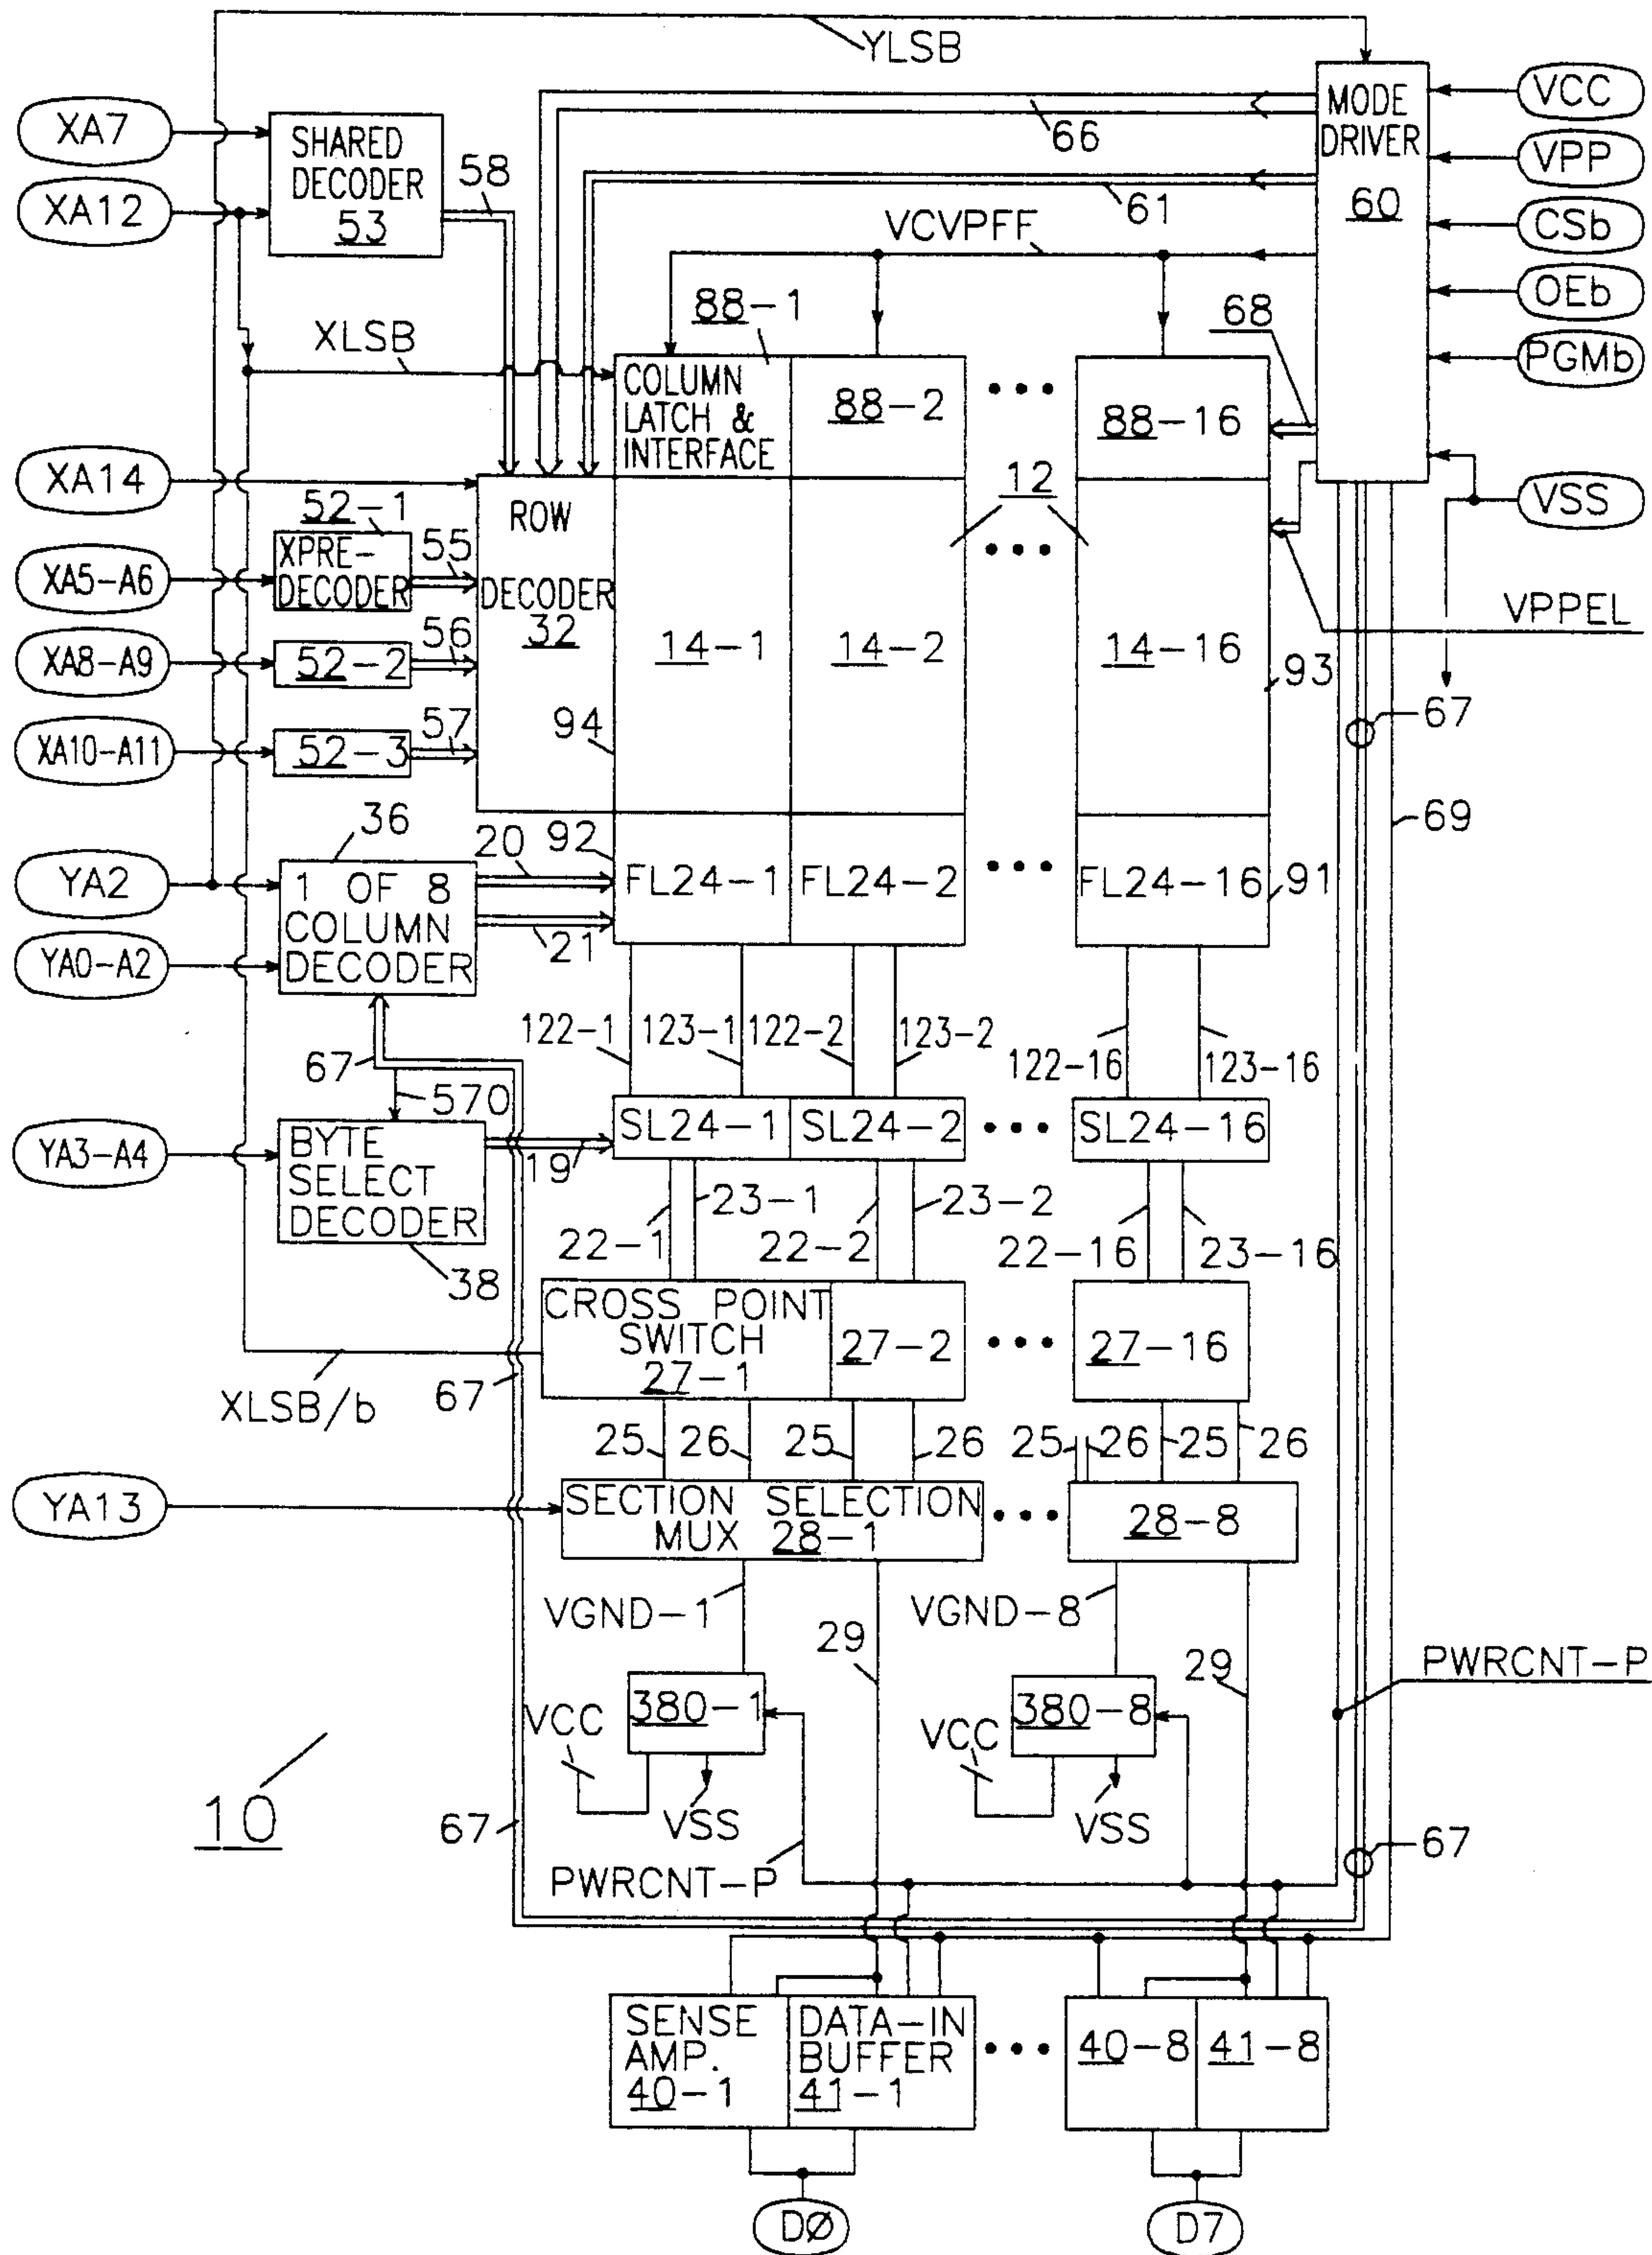 YLSB
XA7
XA12
SHARED
DECODER
53
58
66
61
MODE
DRIVER
60
VCC
VPP
CSb
OEb
PGMb
VSS
VCVPFF
XLSB
88-1
COLUMN
LATCH &
INTERFACE
88-2
88-16
68
XA14
52-1
XPRE-
DECODER
55
XA5-A6
XA8-A9
52-2
56
XA10-A11
52-3
57
ROW
DECODER
32
94
12
14-1
14-2
14-16
VPPEL
93
67
69
36
YA2
YA0-A2
1 OF 8
COLUMN
DECODER
20
21
92
FL24-1
FL24-2
FL24-16
91
122-1
123-1
122-2
123-2
122-16
123-16
67
570
YA3-A4
BYTE
SELECT
DECODER
38
19
SL24-1
SL24-2
SL24-16
22-1
23-1
22-2
23-2
22-16
23-16
CROSS POINT
SWITCH
27-1
27-2
27-16
XLSB/b
67
25
26
25
26
25
26
25
26
YA13
SECTION SELECTION
MUX 28-1
28-8
VGND-1
29
VGND-8
29
PWRCNT-P
380-1
VCC
VSS
380-8
VCC
VSS
10
67
PWRCNT-P
67
SENSE
AMP.
40-1
DATA-IN
BUFFER
41-1
40-8
41-8
DØ
D7